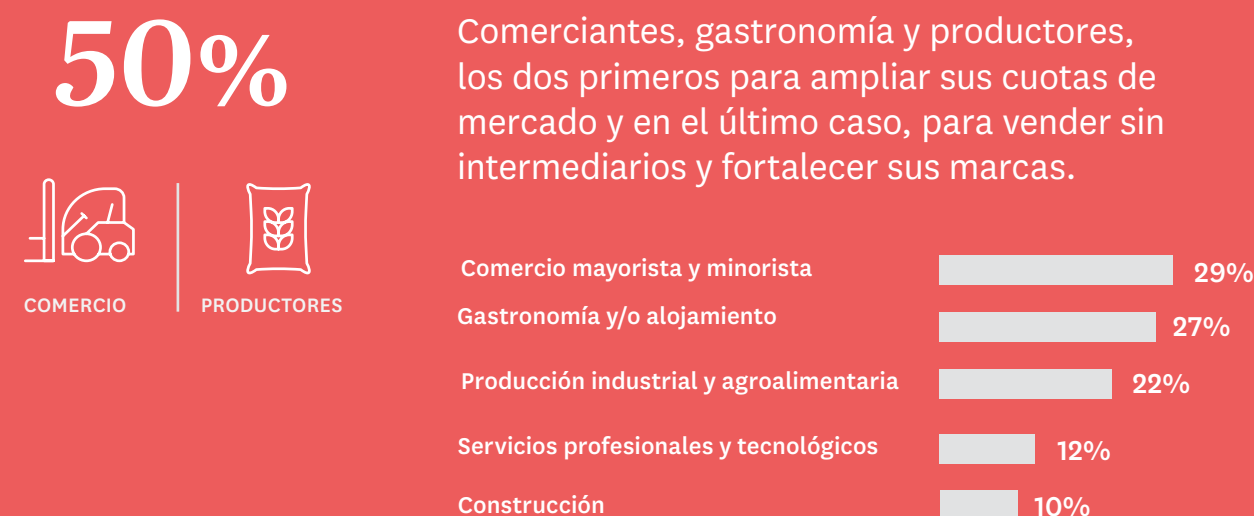 50%
COMERCIO
PRODUCTORES
Comerciantes, gastronomía y productores,
los dos primeros para ampliar sus cuotas de
mercado y en el último caso, para vender sin
intermediarios y fortalecer sus marcas.
Comercio mayorista y minorista 29%
Gastronomía y/o alojamiento 27%
Producción industrial y agroalimentaria 22%
Servicios profesionales y tecnológicos 12%
Construcción 10%